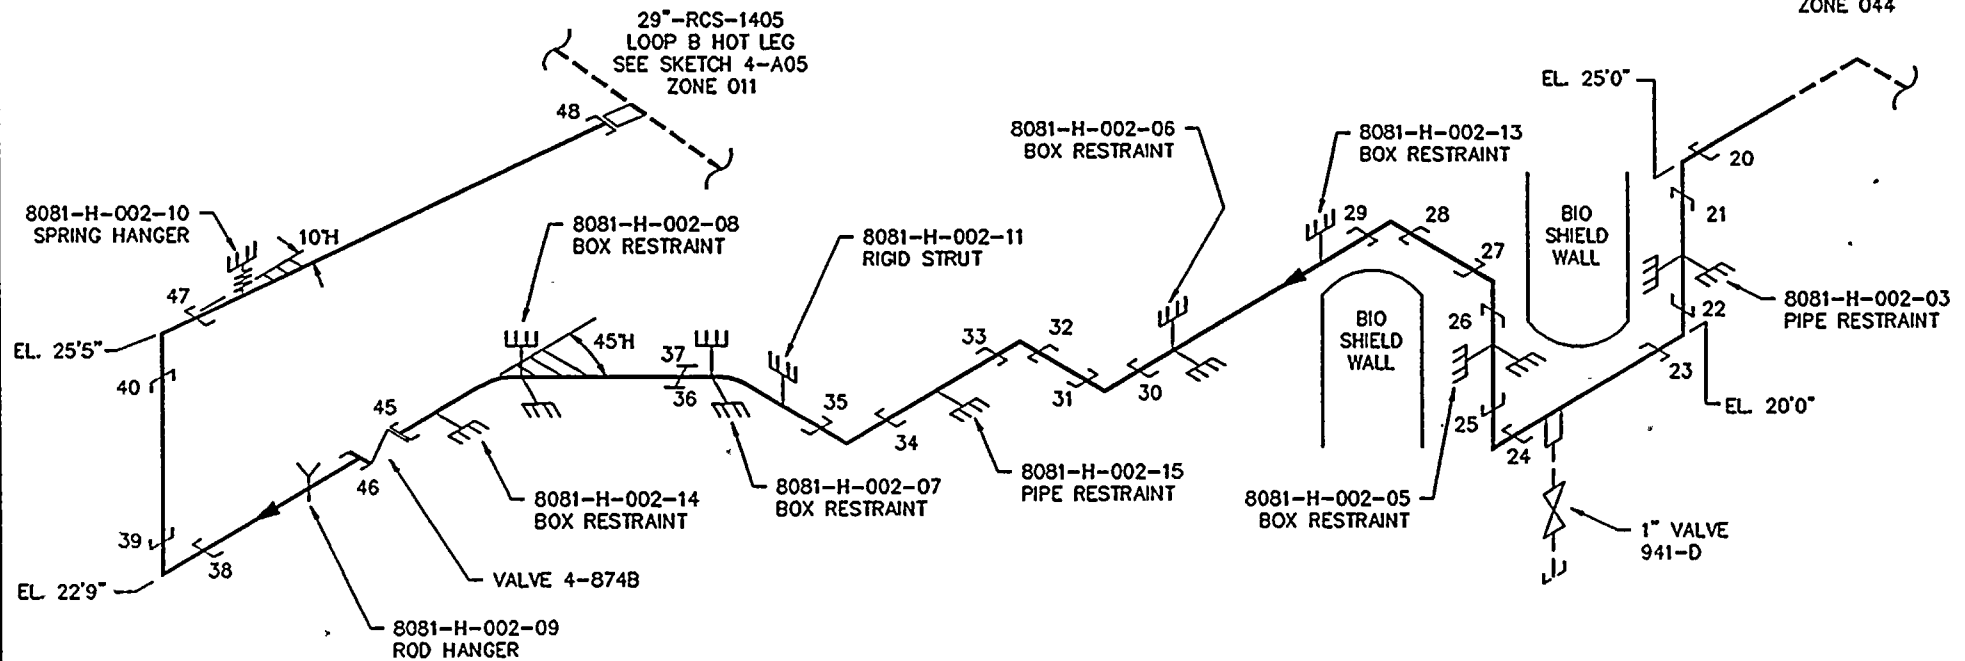 ZONE 044
29"-RCS-1405
LOOP B HOT LEG
SEE SKETCH 4-A05
ZONE 011
EL. 25'0"
48
8081-H-002-06
BOX RESTRAINT
8081-H-002-13
BOX RESTRAINT
20
21
8081-H-002-10
SPRING HANGER
10°H
8081-H-002-08
BOX RESTRAINT
8081-H-002-11
RIGID STRUT
29
28
27
BIO
SHIELD
WALL
47
8081-H-002-03
PIPE RESTRAINT
22
26
BIO
SHIELD
WALL
EL. 25'5"
45°H
37
36
33
32
31
30
23
40
45
35
34
25
24
EL. 20'0"
46
8081-H-002-14
BOX RESTRAINT
8081-H-002-07
BOX RESTRAINT
8081-H-002-15
PIPE RESTRAINT
8081-H-002-05
BOX RESTRAINT
1" VALVE
941-D
39
38
VALVE 4-874B
EL. 22'9"
8081-H-002-09
ROD HANGER